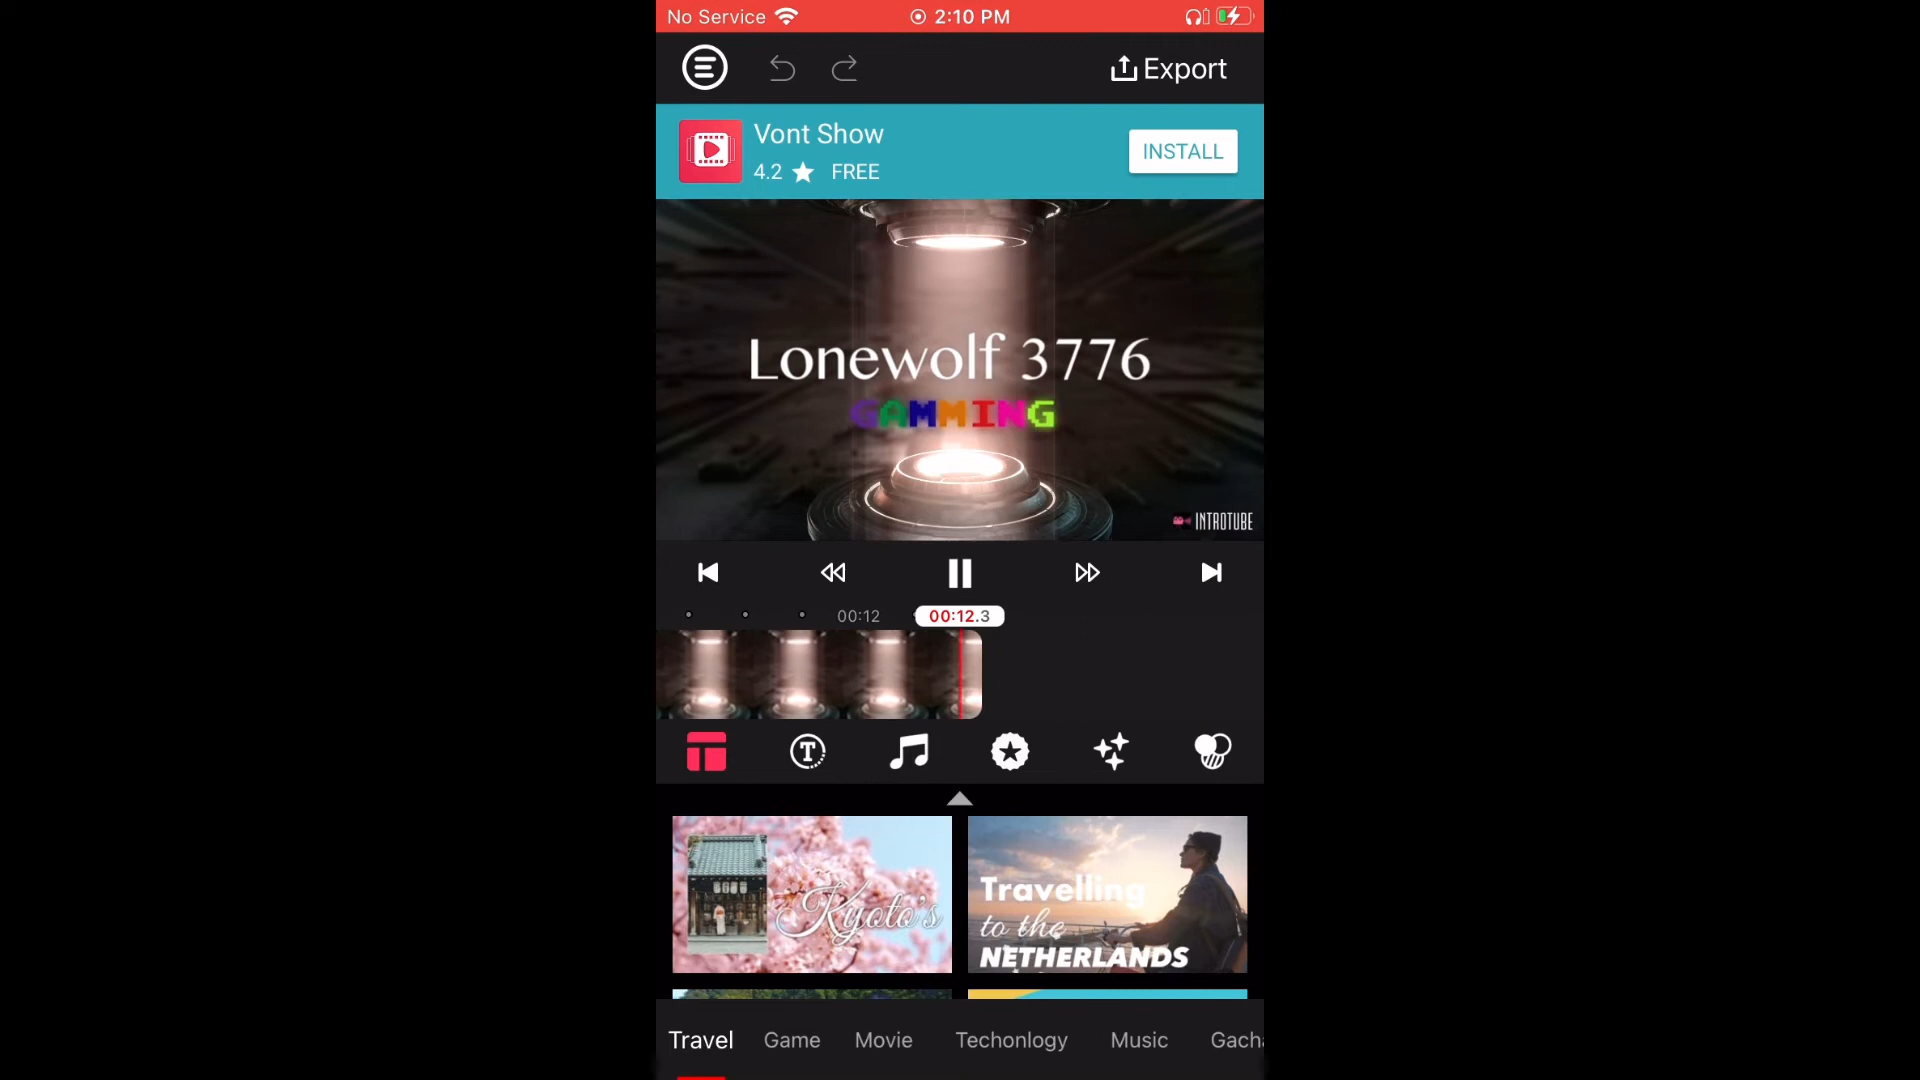 No Service
2:10 PM
Export
Vont Show
4.2 FREE
INSTALL
Lonewolf 3776
GAMMING
INTROTUBE
00:12
00:12.3
T
Kyoto's
Travelling
to the
NETHERLANDS
Travel Game Movie Techonlogy Music Gacha